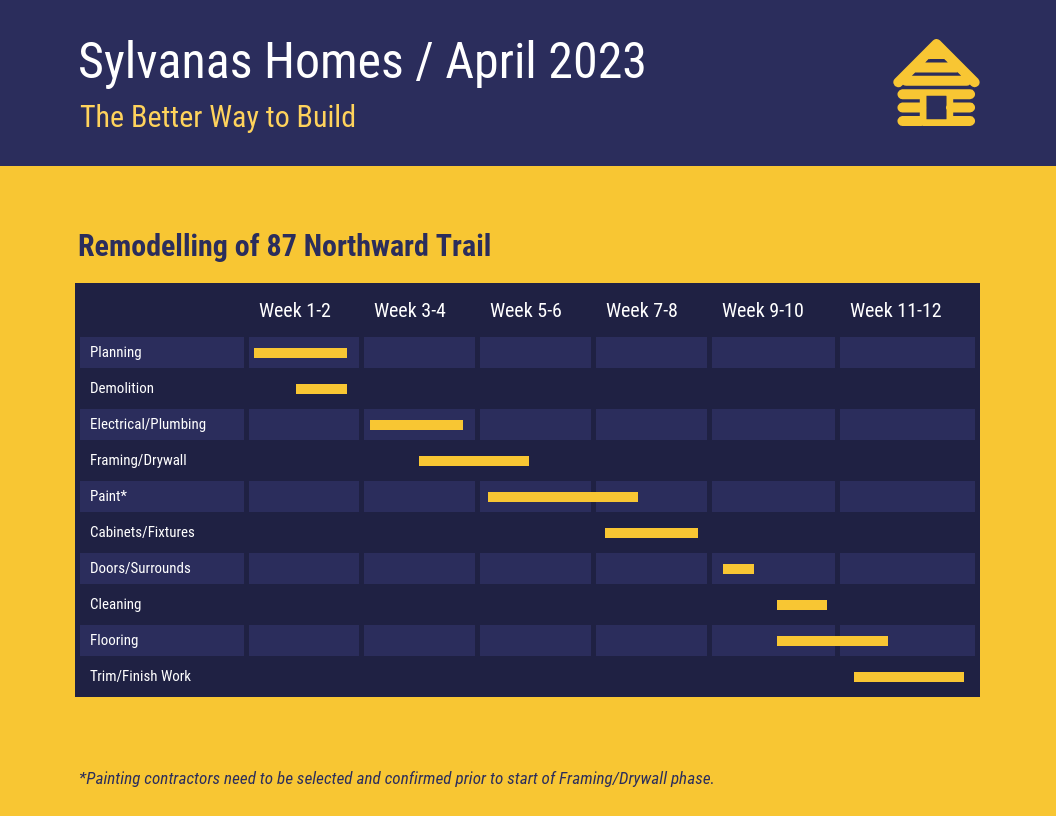 Sylvanas Homes / April 2023
The Better Way to Build
Remodelling of 87 Northward Trail
Week 1-2 Week 3-4 Week 5-6 Week 7-8 Week 9-10 Week 11-12
Planning
Demolition
Electrical/Plumbing
Framing/Drywall
Paint*
Cabinets/Fixtures
Doors/Surrounds
Cleaning
Flooring
Trim/Finish Work
*Painting contractors need to be selected and confirmed prior to start of Framing/Drywall phase.